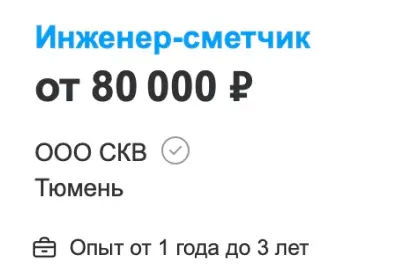 Инженер-сметчик
от 80 000 ₽
ООО СКВ
Тюмень
Опыт от 1 года до 3 лет